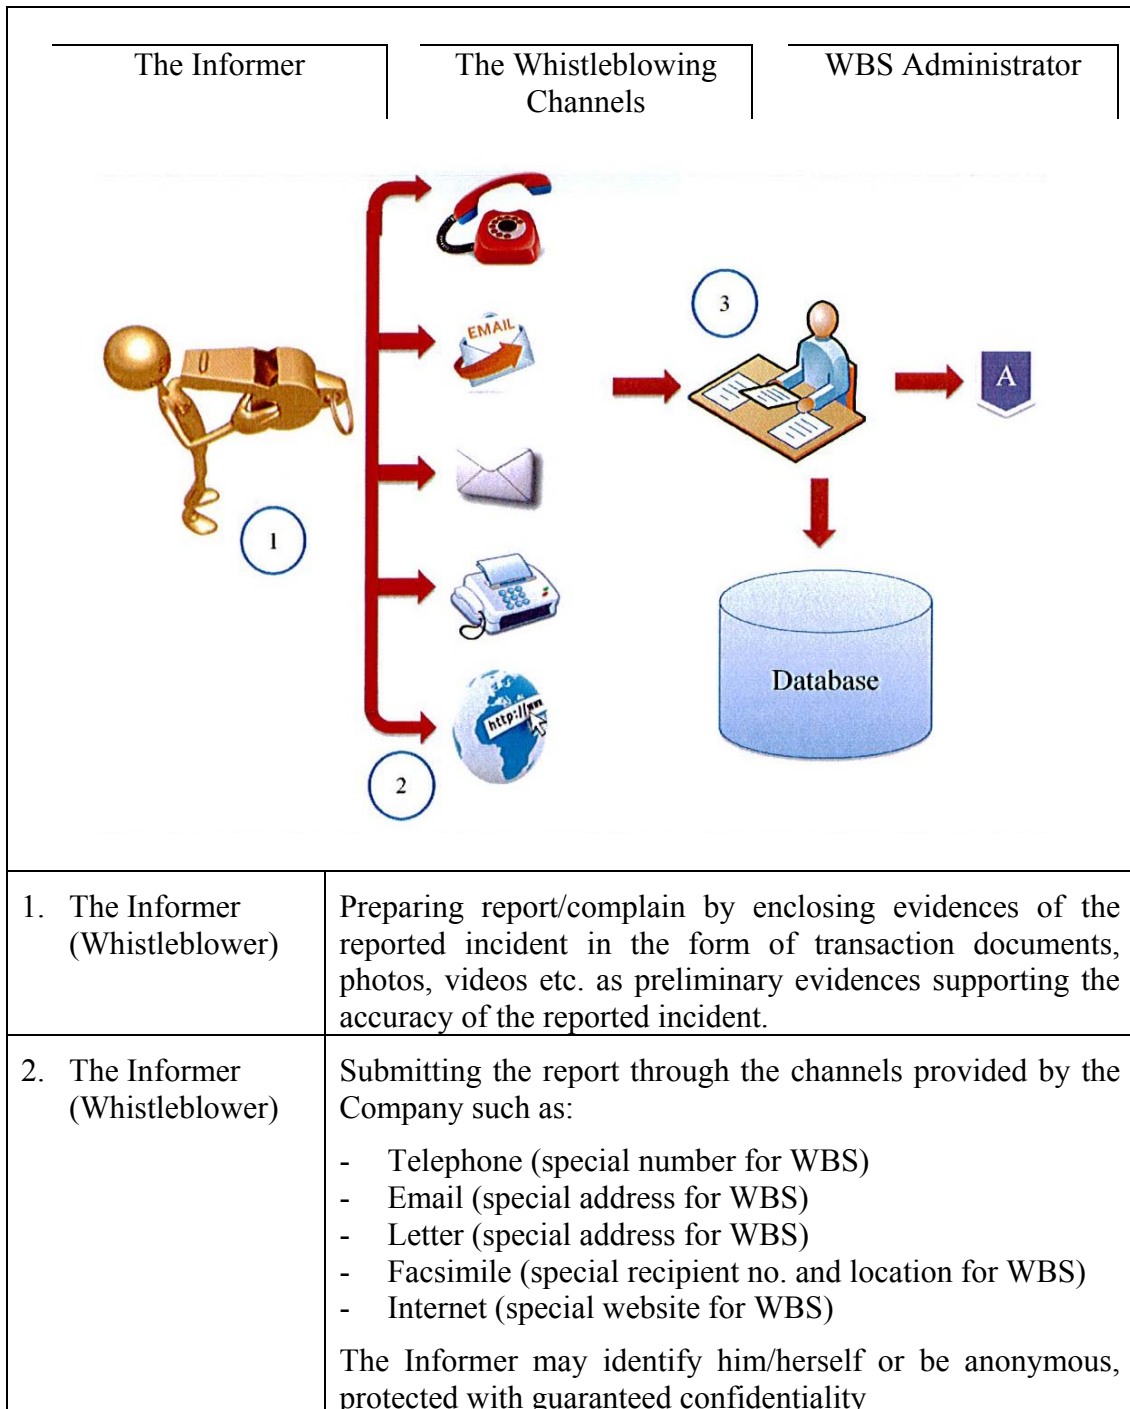 The Informer
The Whistleblowing
Channels
WBS Administrator
EMAIL
3
A
1
Database
http://ww
2
1. The Informer
(Whistleblower)
Preparing report/complain by enclosing evidences of the
reported incident in the form of transaction documents,
photos, videos etc. as preliminary evidences supporting the
accuracy of the reported incident.
2. The Informer
(Whistleblower)
Submitting the report through the channels provided by the
Company such as:
- Telephone (special number for WBS)
- Email (special address for WBS)
- Letter (special address for WBS)
- Facsimile (special recipient no. and location for WBS)
- Internet (special website for WBS)
The Informer may identify him/herself or be anonymous,
protected with guaranteed confidentiality